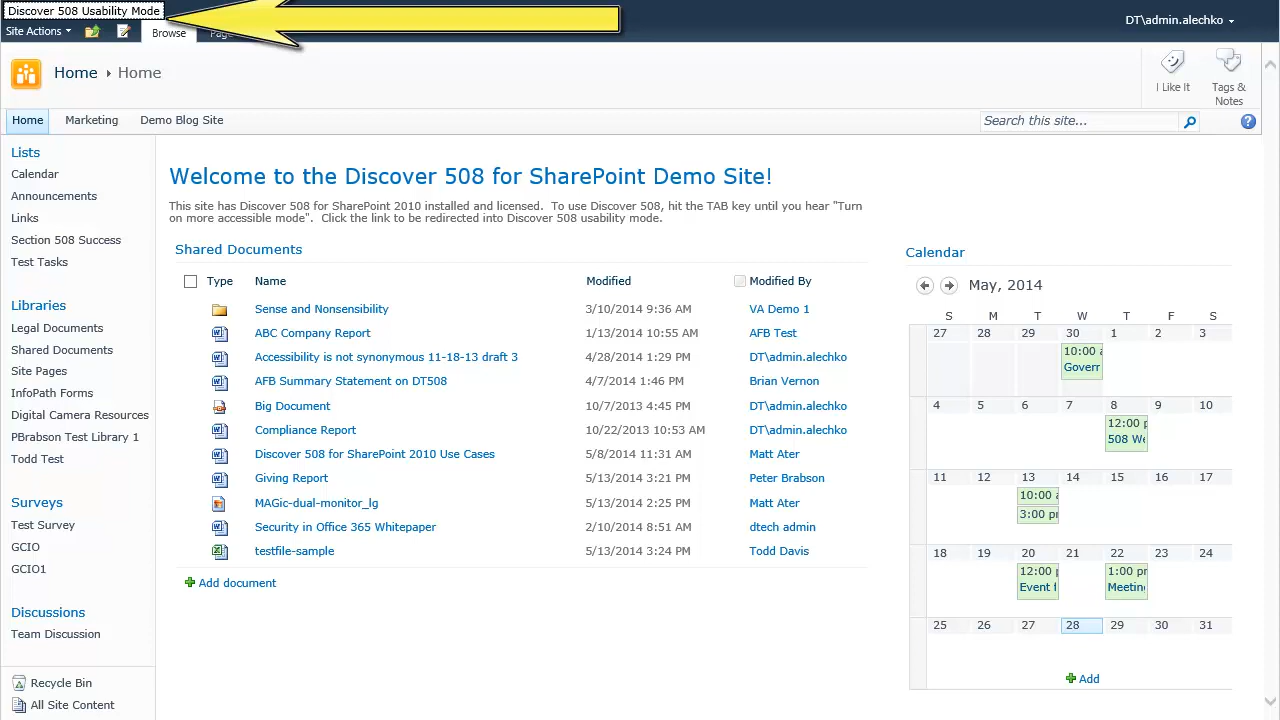 Discover 508 Usability Mode
Site Actions
Browse
DT\admin.alechko
Home ▸ Home
I Like It
Tags & Notes
Home
Marketing
Demo Blog Site
Search this site...
Lists
Calendar
Announcements
Links
Section 508 Success
Test Tasks
Libraries
Legal Documents
Shared Documents
Site Pages
InfoPath Forms
Digital Camera Resources
PBrabson Test Library 1
Todd Test
Surveys
Test Survey
GCIO
GCIO1
Discussions
Team Discussion
Recycle Bin
All Site Content
Welcome to the Discover 508 for SharePoint Demo Site!
This site has Discover 508 for SharePoint 2010 installed and licensed.  To use Discover 508, hit the TAB key until you hear "Turn
on more accessible mode".  Click the link to be redirected into Discover 508 usability mode.
Shared Documents
Type Name Modified Modified By
Sense and Nonsensibility 3/10/2014 9:36 AM VA Demo 1
ABC Company Report 1/13/2014 10:55 AM AFB Test
Accessibility is not synonymous 11-18-13 draft 3 4/28/2014 1:29 PM DT\admin.alechko
AFB Summary Statement on DT508 4/7/2014 1:46 PM Brian Vernon
Big Document 10/7/2013 4:45 PM DT\admin.alechko
Compliance Report 10/22/2013 10:53 AM DT\admin.alechko
Discover 508 for SharePoint 2010 Use Cases 5/8/2014 11:31 AM Matt Ater
Giving Report 5/13/2014 3:21 PM Peter Brabson
MAGic-dual-monitor_lg 5/13/2014 2:25 PM Matt Ater
Security in Office 365 Whitepaper 2/10/2014 8:51 AM dtech admin
testfile-sample 5/13/2014 3:24 PM Todd Davis
Add document
Calendar
May, 2014
S M T W T F S
27 28 29 30 1 2 3
10:00 a
Goverr
4 5 6 7 8 9 10
12:00 p
508 We
11 12 13 14 15 16 17
10:00 a
3:00 pr
18 19 20 21 22 23 24
12:00 p 1:00 pr
Event f Meetin
25 26 27 28 29 30 31
Add